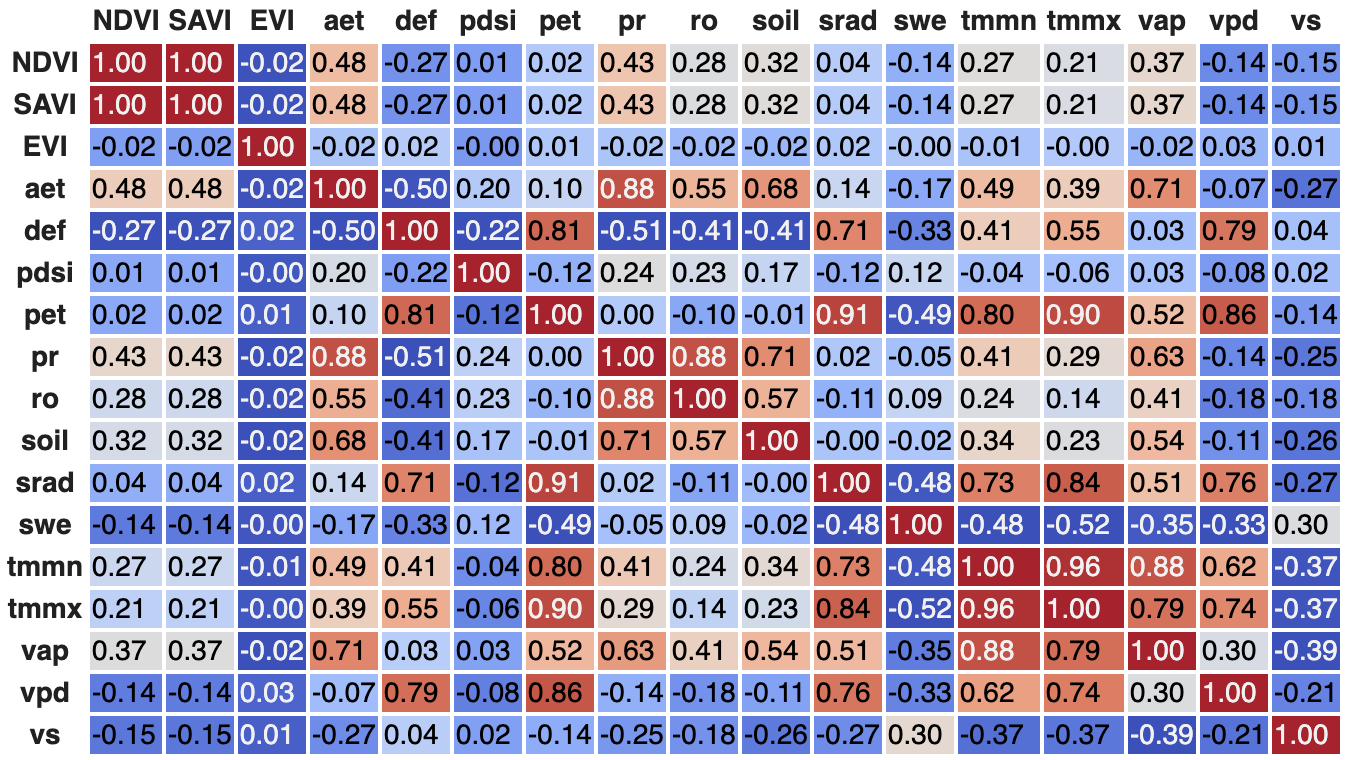 NDVI SAVI EVI aet def pdsi pet pr ro soil srad swe tmmn tmmx vap vpd vs
NDVI 1.00 1.00 -0.02 0.48 -0.27 0.01 0.02 0.43 0.28 0.32 0.04 -0.14 0.27 0.21 0.37 -0.14 -0.15
SAVI 1.00 1.00 -0.02 0.48 -0.27 0.01 0.02 0.43 0.28 0.32 0.04 -0.14 0.27 0.21 0.37 -0.14 -0.15
EVI -0.02 -0.02 1.00 -0.02 0.02 -0.00 0.01 -0.02 -0.02 -0.02 0.02 -0.00 -0.01 -0.00 -0.02 0.03 0.01
aet 0.48 0.48 -0.02 1.00 -0.50 0.20 0.10 0.88 0.55 0.68 0.14 -0.17 0.49 0.39 0.71 -0.07 -0.27
def -0.27 -0.27 0.02 -0.50 1.00 -0.22 0.81 -0.51 -0.41 -0.41 0.71 -0.33 0.41 0.55 0.03 0.79 0.04
pdsi 0.01 0.01 -0.00 0.20 -0.22 1.00 -0.12 0.24 0.23 0.17 -0.12 0.12 -0.04 -0.06 0.03 -0.08 0.02
pet 0.02 0.02 0.01 0.10 0.81 -0.12 1.00 0.00 -0.10 -0.01 0.91 -0.49 0.80 0.90 0.52 0.86 -0.14
pr 0.43 0.43 -0.02 0.88 -0.51 0.24 0.00 1.00 0.88 0.71 0.02 -0.05 0.41 0.29 0.63 -0.14 -0.25
ro 0.28 0.28 -0.02 0.55 -0.41 0.23 -0.10 0.88 1.00 0.57 -0.11 0.09 0.24 0.14 0.41 -0.18 -0.18
soil 0.32 0.32 -0.02 0.68 -0.41 0.17 -0.01 0.71 0.57 1.00 -0.00 -0.02 0.34 0.23 0.54 -0.11 -0.26
srad 0.04 0.04 0.02 0.14 0.71 -0.12 0.91 0.02 -0.11 -0.00 1.00 -0.48 0.73 0.84 0.51 0.76 -0.27
swe -0.14 -0.14 -0.00 -0.17 -0.33 0.12 -0.49 -0.05 0.09 -0.02 -0.48 1.00 -0.48 -0.52 -0.35 -0.33 0.30
tmmn 0.27 0.27 -0.01 0.49 0.41 -0.04 0.80 0.41 0.24 0.34 0.73 -0.48 1.00 0.96 0.88 0.62 -0.37
tmmx 0.21 0.21 -0.00 0.39 0.55 -0.06 0.90 0.29 0.14 0.23 0.84 -0.52 0.96 1.00 0.79 0.74 -0.37
vap 0.37 0.37 -0.02 0.71 0.03 0.03 0.52 0.63 0.41 0.54 0.51 -0.35 0.88 0.79 1.00 0.30 -0.39
vpd -0.14 -0.14 0.03 -0.07 0.79 -0.08 0.86 -0.14 -0.18 -0.11 0.76 -0.33 0.62 0.74 0.30 1.00 -0.21
vs -0.15 -0.15 0.01 -0.27 0.04 0.02 -0.14 -0.25 -0.18 -0.26 -0.27 0.30 -0.37 -0.37 -0.39 -0.21 1.00